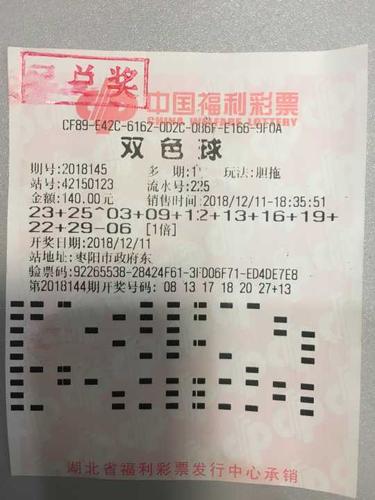 已兑奖
中国福利彩票
CHINA WELFARE LOTTERY
CF89-E42C-6162-0D2C-0B6F-E166-9F0A
双色球
期号:2018145 多期:1 玩法:胆拖
站号:42150123 流水号:225
金额:140.00元 销售时间:2018/12/11-18:35:51
23+25^03+09+12+13+16+19+
22+29-06 [1倍]
开奖日期:2018/12/11
站地址:枣阳市政府东
验票码:92265538-28424F61-3FD06F71-ED4DE7E8
第2018144期开奖号码:08 13 17 18 20 27+13
湖北省福利彩票发行中心承销